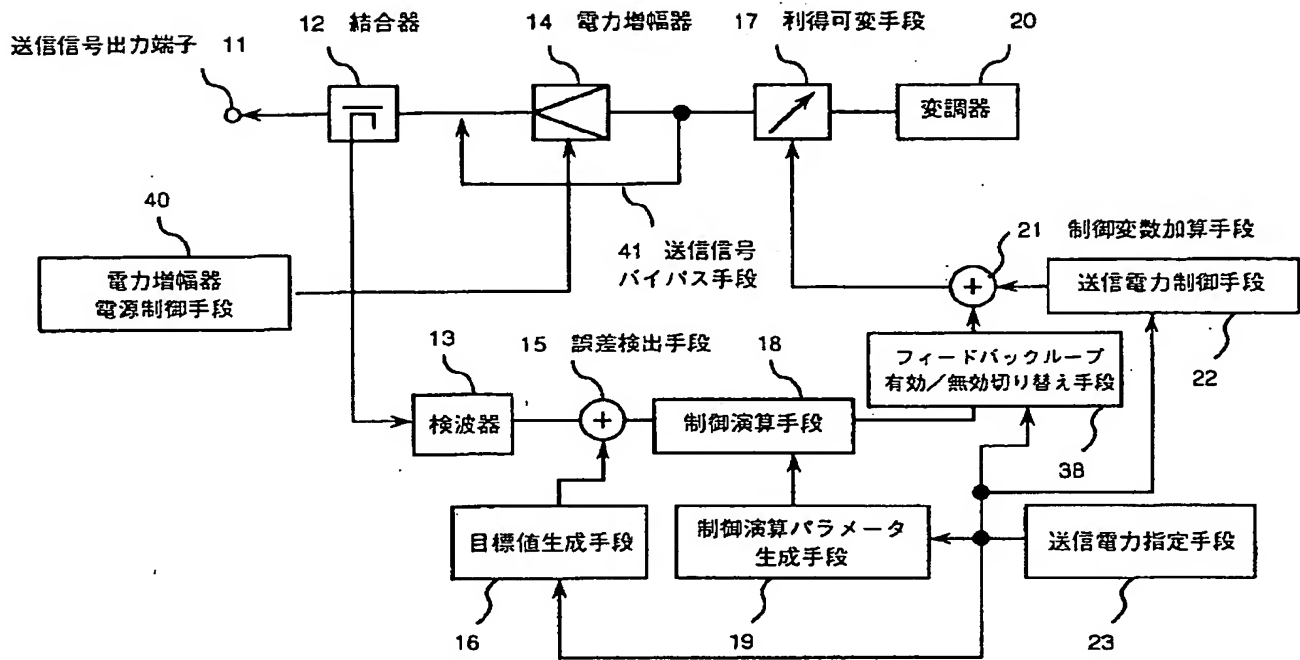 送信信号出力端子 11
12 結合器
14 電力増幅器
17 利得可変手段
20
変調器
40
電力増幅器
電源制御手段
41 送信信号
バイパス手段
21 制御変数加算手段
送信電力制御手段
22
13
検波器
15 誤差検出手段
18
制御演算手段
フィードバックループ
有効/無効切り替え手段
38
目標値生成手段
16
制御演算パラメータ
生成手段
19
送信電力指定手段
23